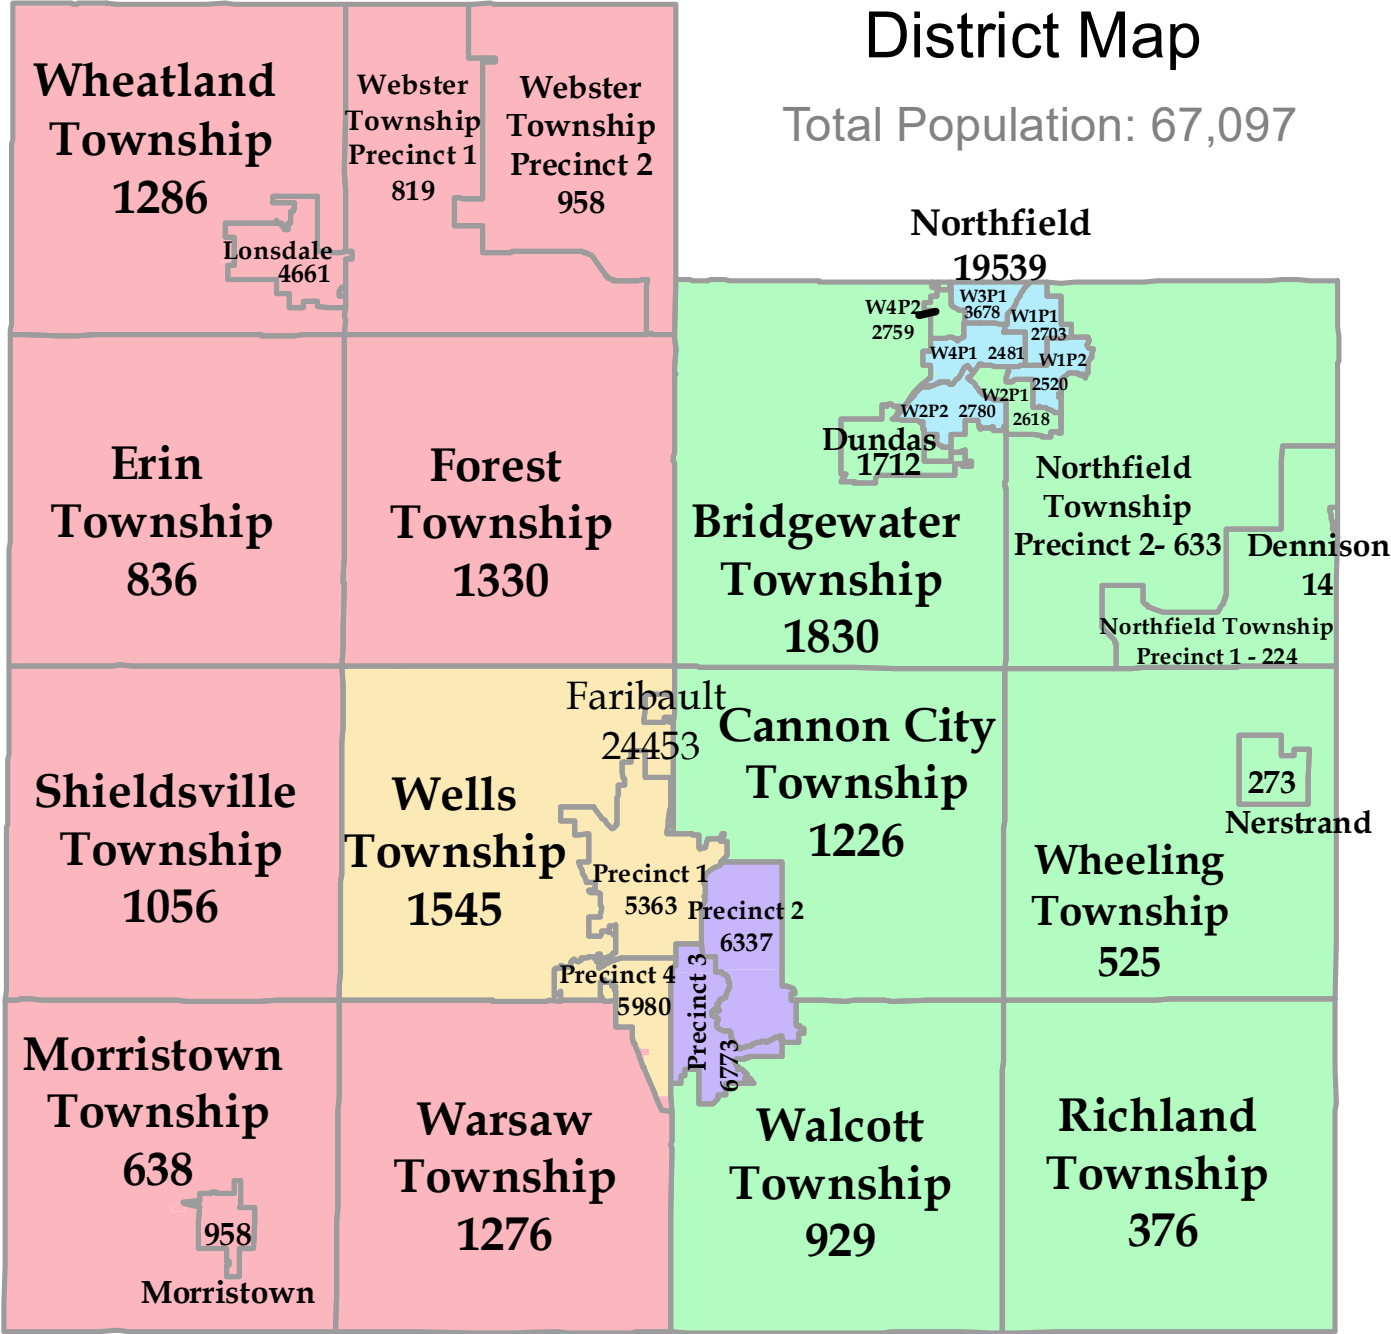 District Map
Total Population: 67,097
Wheatland
Township
1286
Lonsdale
4661
Webster
Township
Precinct 1
819
Webster
Township
Precinct 2
958
Northfield
19539
W4P2
2759
W3P1
3678
W1P1
2703
W4P1 2481
W1P2
2520
W2P1
2618
W2P2 2780
Dundas
1712
Erin
Township
836
Forest
Township
1330
Bridgewater
Township
1830
Northfield
Township
Precinct 2- 633
Dennison
14
Northfield Township
Precinct 1 - 224
Shieldsville
Township
1056
Wells
Township
1545
Faribault
24453
Precinct 1
5363
Precinct 2
6337
Precinct 3
6773
Precinct 4
5980
Cannon City
Township
1226
273
Nerstrand
Wheeling
Township
525
Morristown
Township
638
958
Morristown
Warsaw
Township
1276
Walcott
Township
929
Richland
Township
376